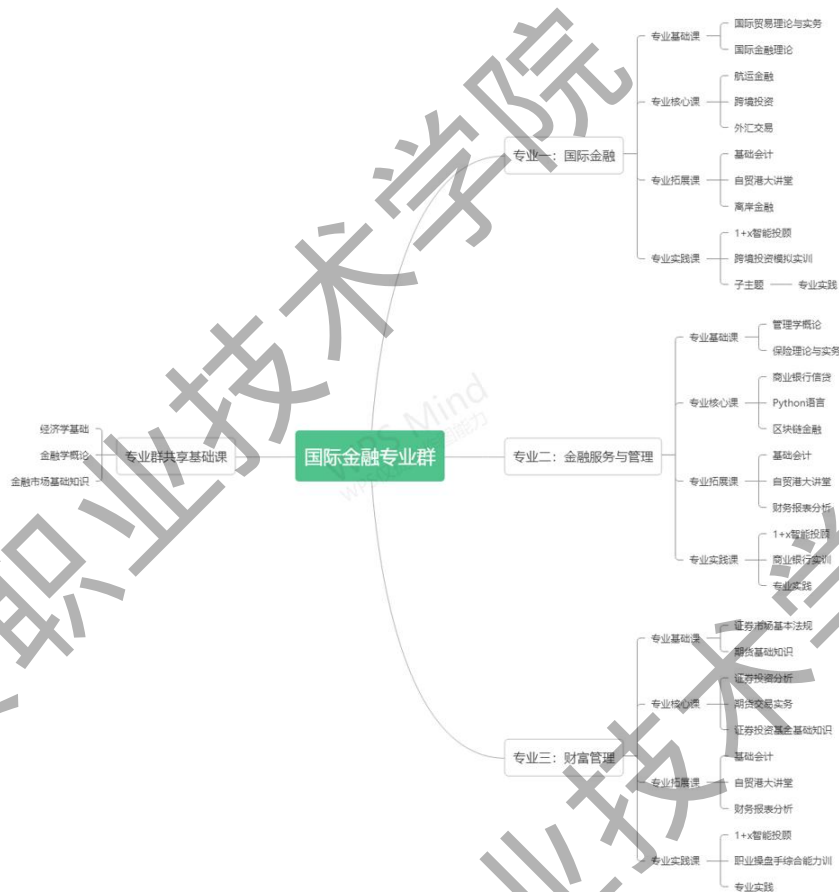 国际金融专业群
专业群共享基础课
经济学基础
金融学概论
金融市场基础知识
专业一：国际金融
专业基础课
国际贸易理论与实务
国际金融理论
专业核心课
航运金融
跨境投资
外汇交易
专业拓展课
基础会计
自贸港大讲堂
离岸金融
专业实践课
1+x智能投顾
跨境投资模拟实训
子主题
专业实践
专业二：金融服务与管理
专业基础课
管理学概论
保险理论与实务
专业核心课
商业银行信贷
Python语言
区块链金融
专业拓展课
基础会计
自贸港大讲堂
财务报表分析
专业实践课
1+x智能投顾
商业银行实训
专业实践
专业三：财富管理
专业基础课
证券市场基本法规
期货基础知识
专业核心课
证券投资分析
期货交易实务
证券投资基金基础知识
专业拓展课
基础会计
自贸港大讲堂
财务报表分析
专业实践课
1+x智能投顾
职业操盘手综合能力训
专业实践
WPS Mind
职业技术学院
业技术学